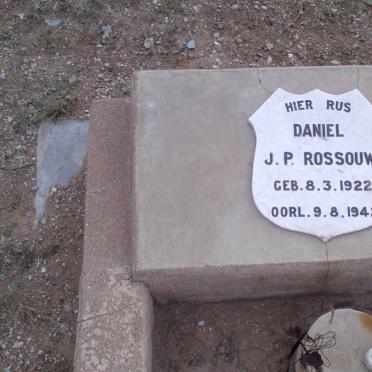 HIER RUS
DANIEL
J. P. ROSSOUW
GEB. 8. 3. 1922
OORL. 9. 8. 194